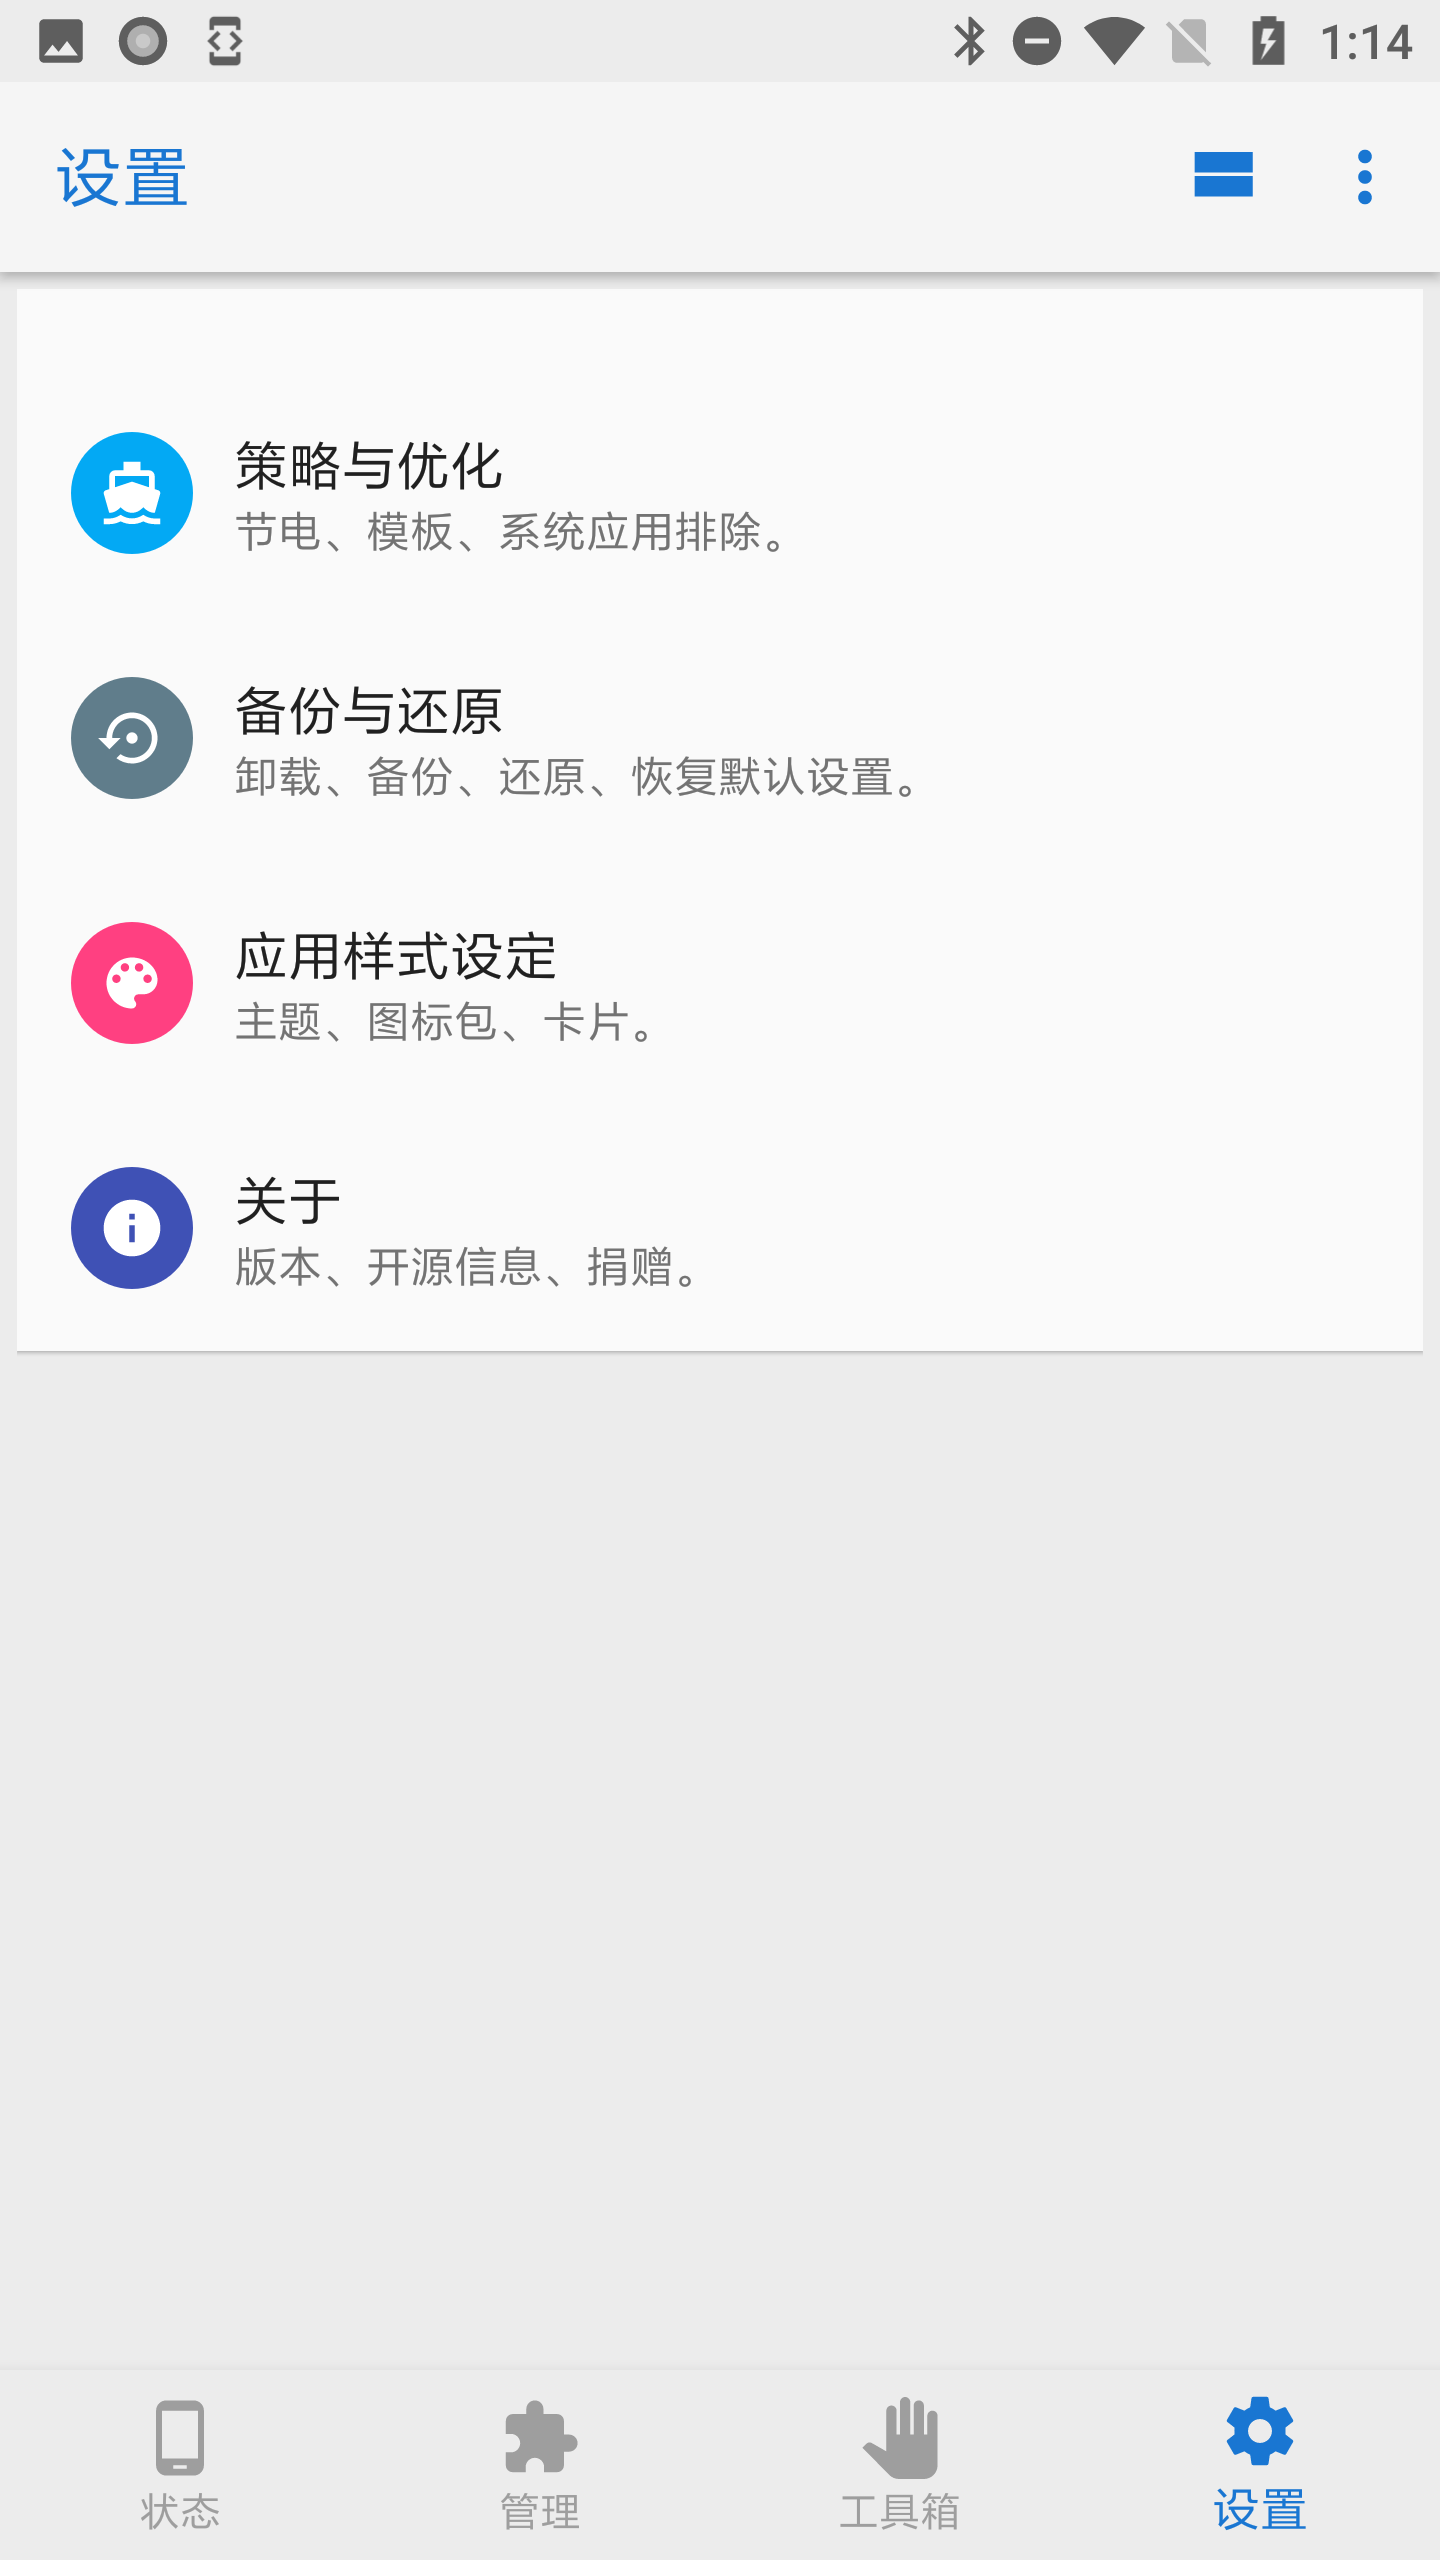 1:14
设置
策略与优化
节电、模板、系统应用排除。
备份与还原
卸载、备份、还原、恢复默认设置。
应用样式设定
主题、图标包、卡片。
关于
版本、开源信息、捐赠。
状态
管理
工具箱
设置